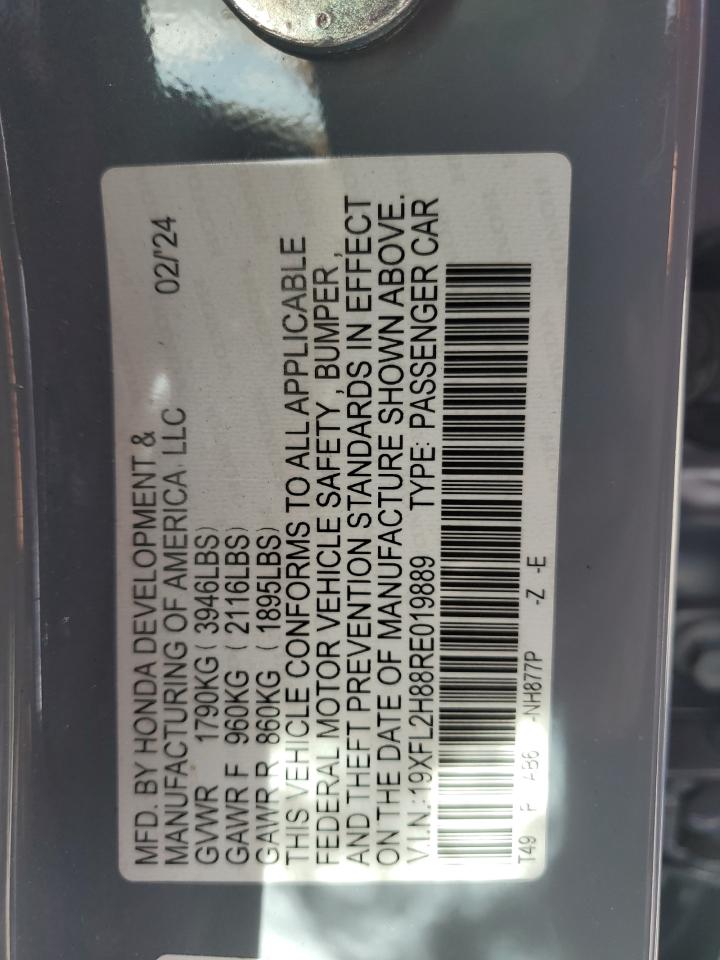 MFD. BY HONDA DEVELOPMENT &
MANUFACTURING OF AMERICA, LLC 02/'24
GVWR 1790KG ( 3946LBS)
GAWR F 960KG ( 2116LBS)
GAWR R 860KG ( 1895LBS)
THIS VEHICLE CONFORMS TO ALL APPLICABLE
FEDERAL MOTOR VEHICLE SAFETY , BUMPER ,
AND THEFT PREVENTION STANDARDS IN EFFECT
ON THE DATE OF MANUFACTURE SHOWN ABOVE.
V.I.N.:19XFL2H88RE019889 TYPE: PASSENGER CAR
T49 -NH877P -Z -E